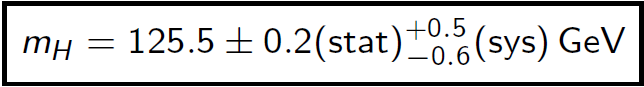 m_H = 125.5 ± 0.2(stat)^{+0.5}_{−0.6}(sys) GeV